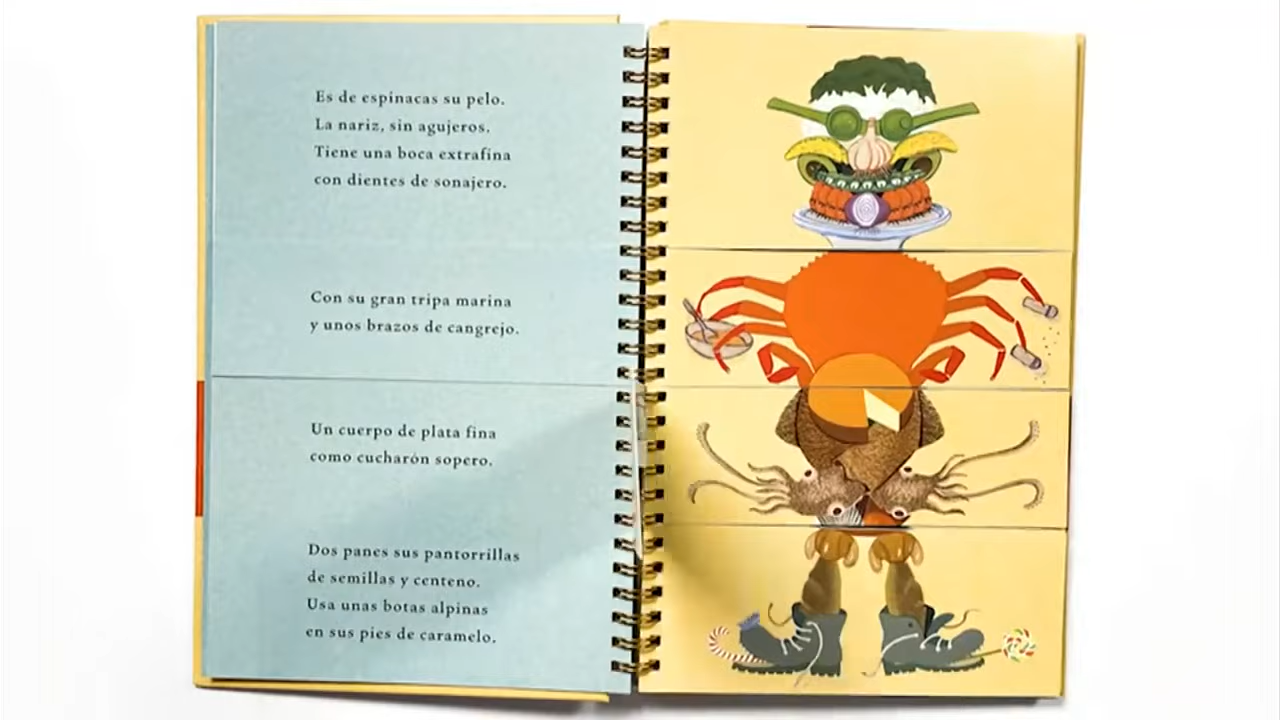 Es de espinacas su pelo.
La nariz, sin agujeros.
Tiene una boca extrafina
con dientes de sonajero.
Con su gran tripa marina
y unos brazos de cangrejo.
Un cuerpo de plata fina
como cucharón sopero.
Dos panes sus pantorrillas
de semillas y centeno.
Usa unas botas alpinas
en sus pies de caramelo.